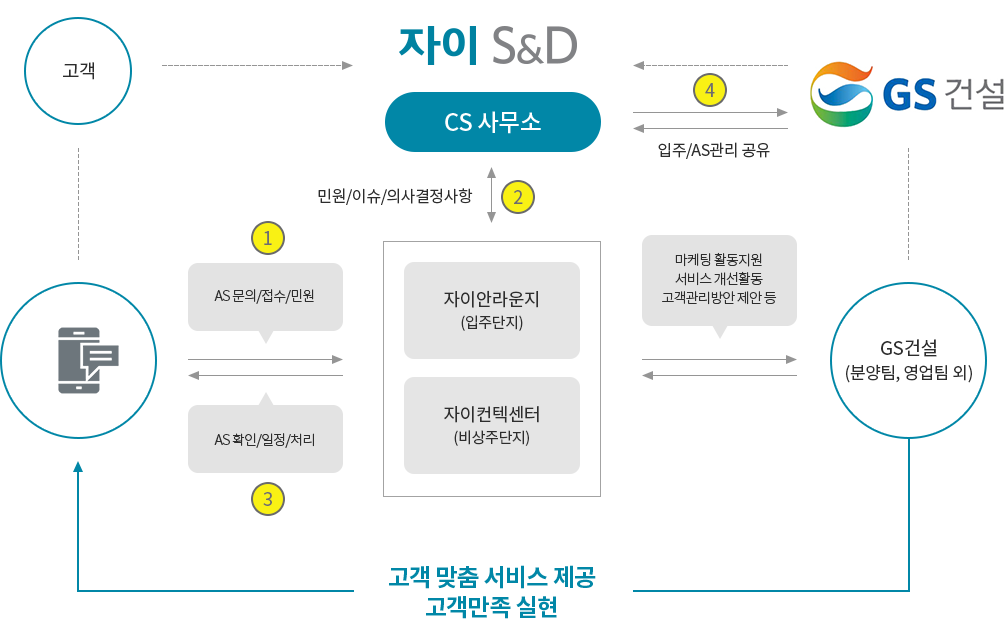 고객
자이 S&D
CS 사무소
4
GS건설
입주/AS관리 공유
민원/이슈/의사결정사항
2
1
AS 문의/접수/민원
자이안라운지
(입주단지)
마케팅 활동지원
서비스 개선활동
고객관리방안 제안 등
GS건설
(분양팀, 영업팀 외)
자이컨텍센터
(비상주단지)
AS 확인/일정/처리
3
고객 맞춤 서비스 제공
고객만족 실현